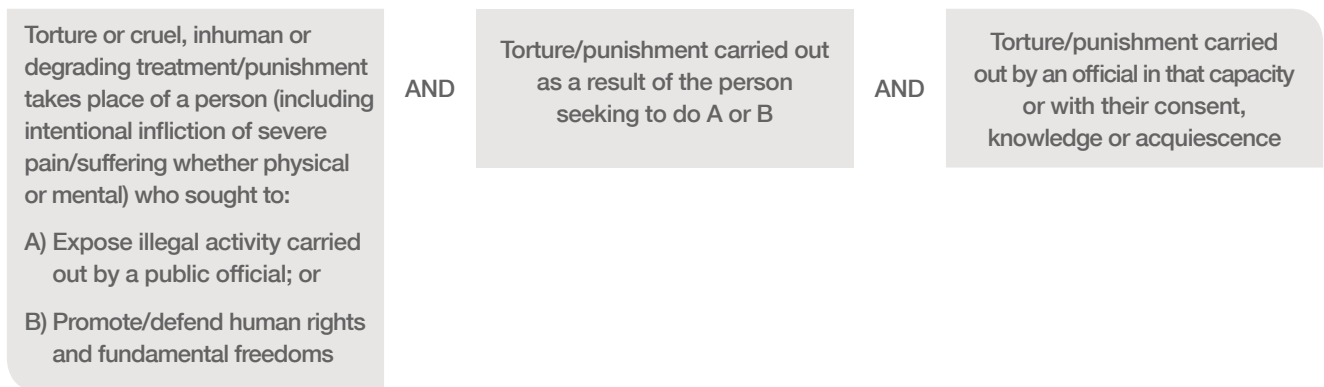 Torture or cruel, inhuman or
degrading treatment/punishment
takes place of a person (including
intentional infliction of severe
pain/suffering whether physical
or mental) who sought to:
A) Expose illegal activity carried
out by a public official; or
B) Promote/defend human rights
and fundamental freedoms
AND
Torture/punishment carried out
as a result of the person
seeking to do A or B
AND
Torture/punishment carried
out by an official in that capacity
or with their consent,
knowledge or acquiescence